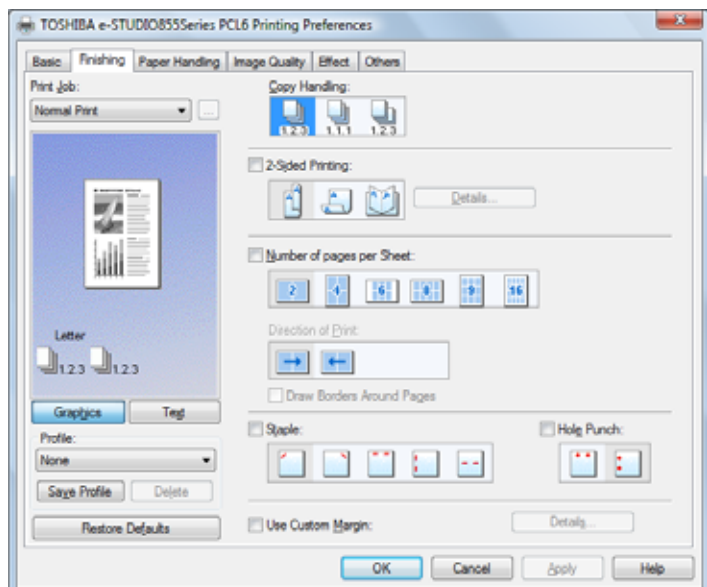 TOSHIBA e-STUDIO855Series PCL6 Printing Preferences
Basic Finishing Paper Handling Image Quality Effect Others
Print Job:
Normal Print
...
Copy Handling:
1.2.3 1.1.1 1.2.3
2-Sided Printing:
Details...
Number of pages per Sheet:
2 4 6 8 9 16
Direction of Print:
Draw Borders Around Pages
Letter
1.2.3 1.2.3
Graphics Text
Profile:
None
Save Profile Delete
Restore Defaults
Staple:
Hole Punch:
Use Custom Margin:
Details...
OK Cancel Apply Help